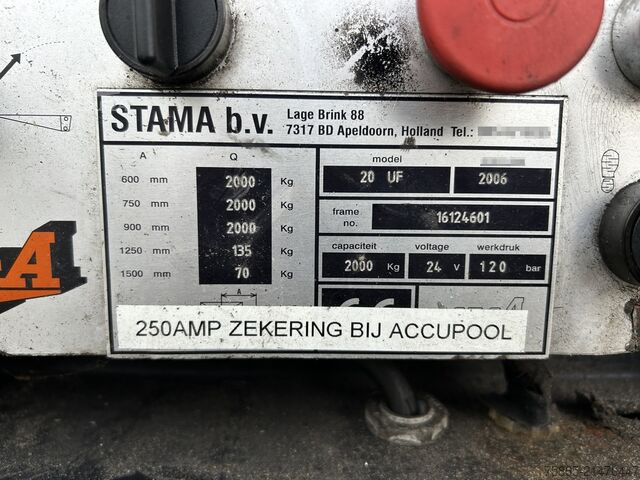 STAMA b.v. Lage Brink 88
7317 BD Apeldoorn, Holland Tel.:
A Q
600 mm 2000 Kg
750 mm 2000 Kg
900 mm 2000 Kg
1250 mm 135 Kg
1500 mm 70 Kg
A
model
20 UF 2006
frame no. 16124601
capaciteit voltage werkdruk
2000 Kg 24 V 120 bar
250AMP ZEKERING BIJ ACCUPOOL